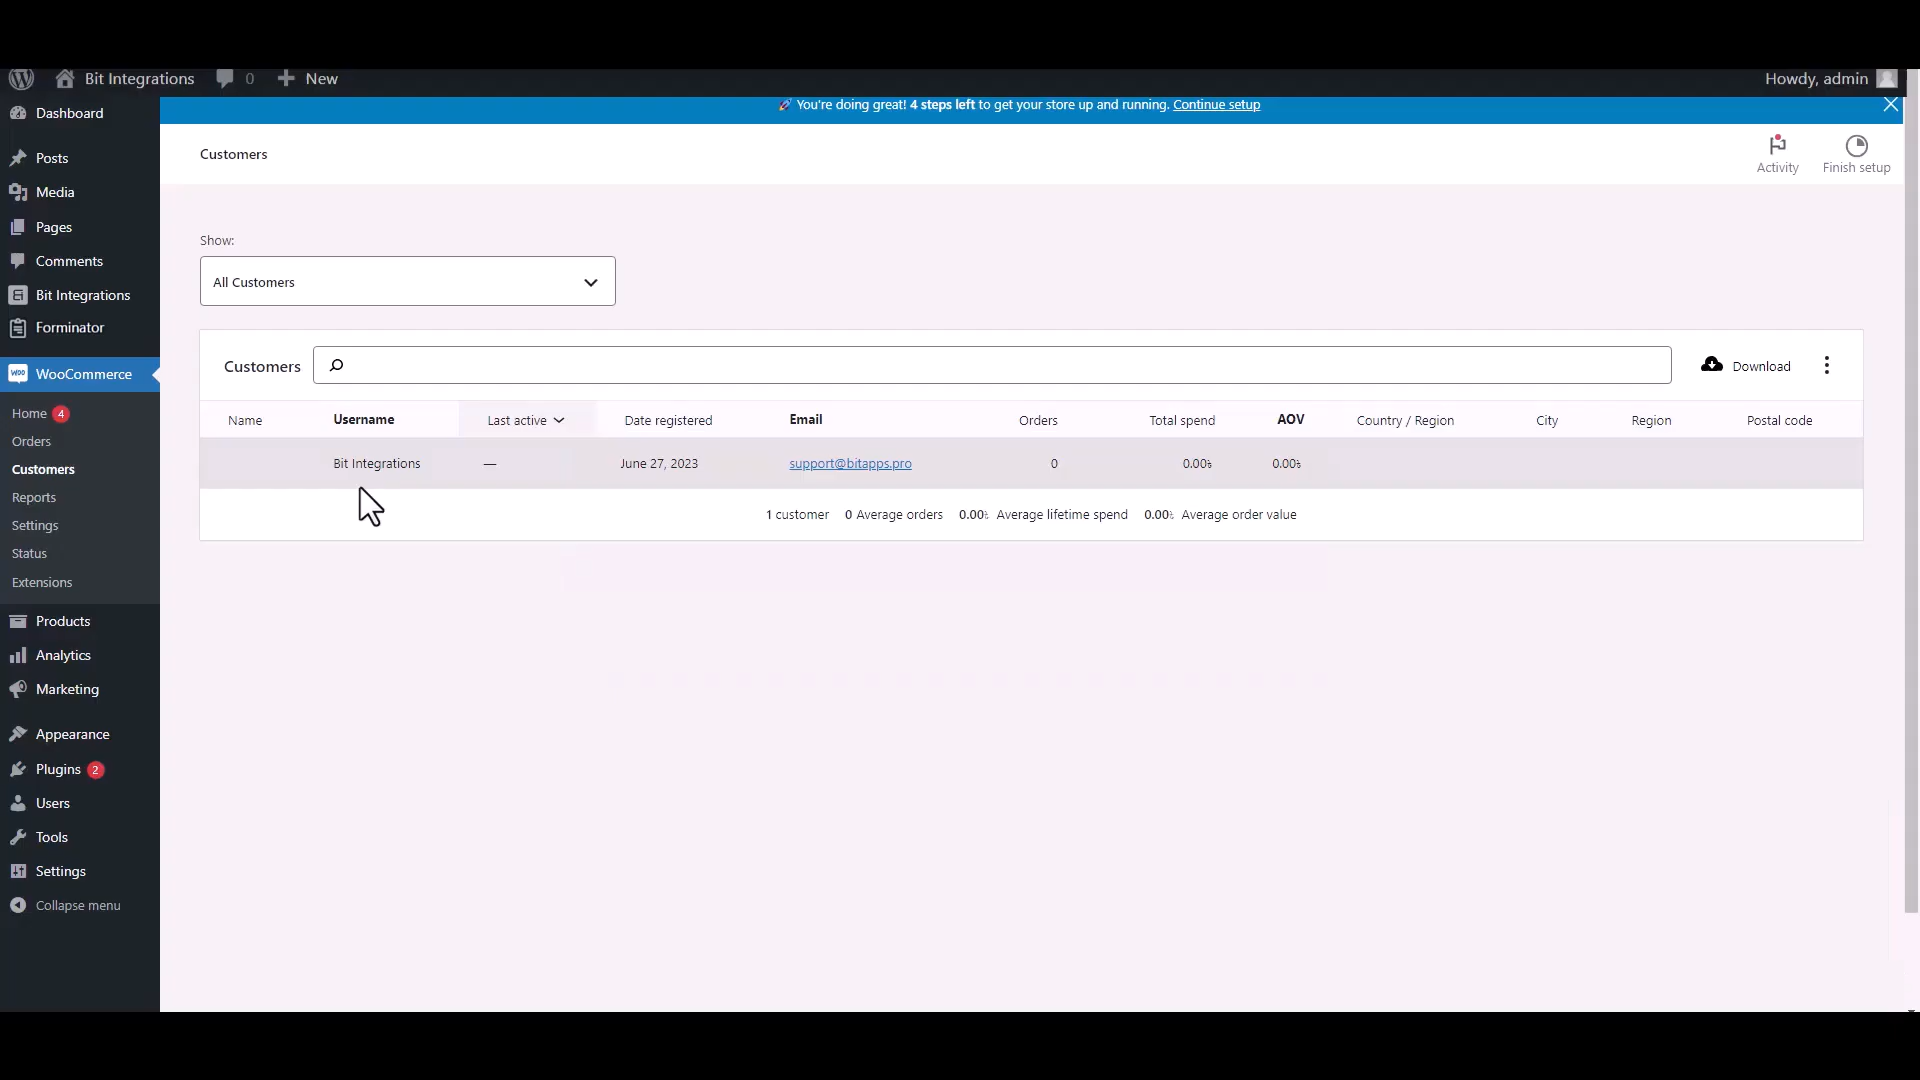 Bit Integrations 0 New Howdy, admin
🚀 You're doing great! 4 steps left to get your store up and running. Continue setup
Dashboard
Posts
Media
Pages
Comments
Bit Integrations
Forminator
WOO WooCommerce
Home 4
Orders
Customers
Reports
Settings
Status
Extensions
Products
Analytics
Marketing
Appearance
Plugins 2
Users
Tools
Settings
Collapse menu
Customers
Activity
Finish setup
Show:
All Customers
Customers
Download
Name Username Last active Date registered Email Orders Total spend AOV Country / Region City Region Postal code
Bit Integrations — June 27, 2023 support@bitapps.pro 0 0.00৳ 0.00৳
1 customer 0 Average orders 0.00৳ Average lifetime spend 0.00৳ Average order value